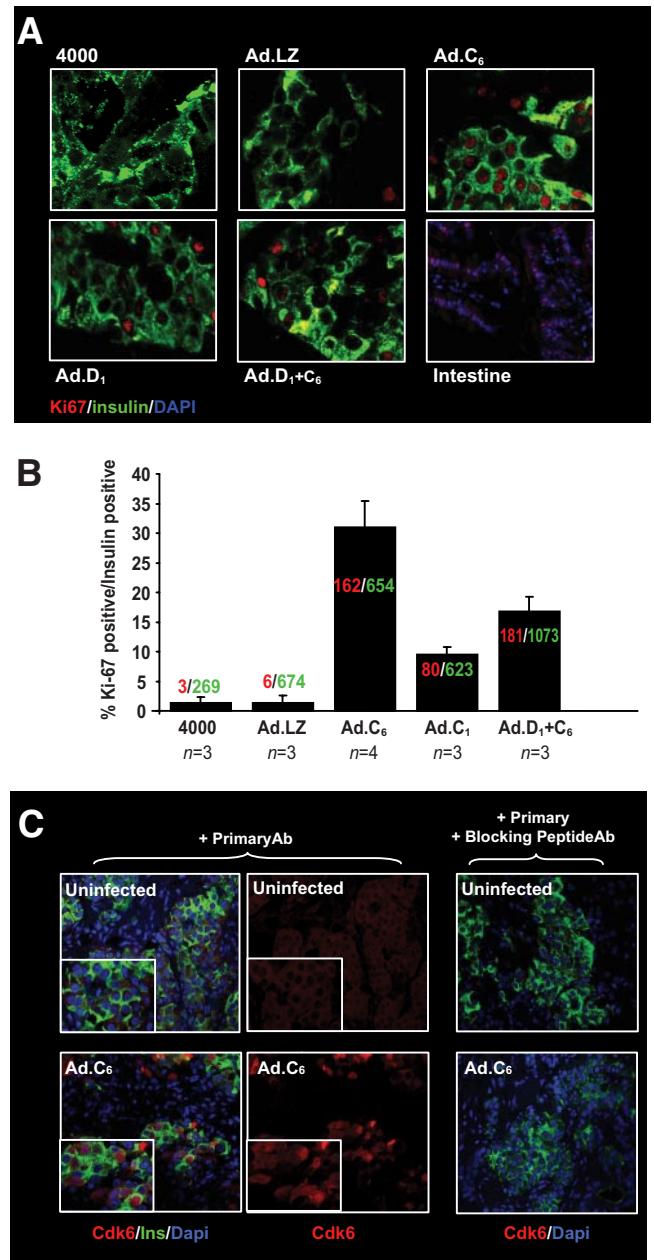 A
4000 Ad.LZ Ad.C₆
Ad.D₁ Ad.D₁+C₆ Intestine
Ki67/insulin/DAPI
B
% Ki-67 positive/Insulin positive
40
35
30
25
20
15
10
5
0
3/269 6/674 162/654 80/623 181/1073
4000 Ad.LZ Ad.C₆ Ad.C₁ Ad.D₁+C₆
n=3 n=3 n=4 n=3 n=3
C
+ PrimaryAb
+ Primary
+ Blocking PeptideAb
Uninfected Uninfected Uninfected
Ad.C₆ Ad.C₆ Ad.C₆
Cdk6/Ins/Dapi Cdk6 Cdk6/Dapi